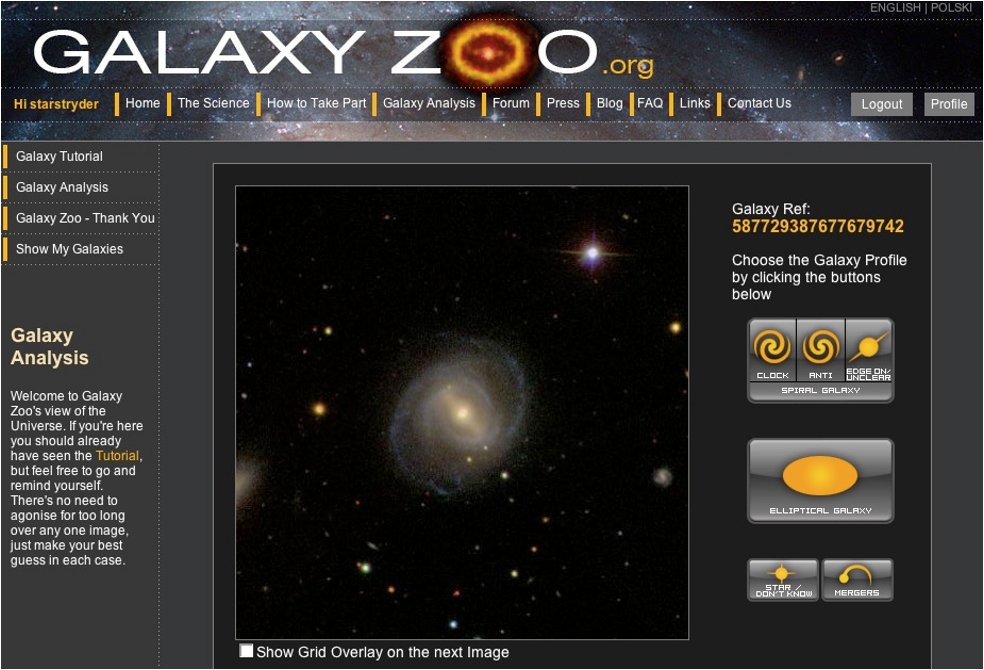 ENGLISH | POLSKI
GALAXY ZOO.org
Hi starstryder
Home
The Science
How to Take Part
Galaxy Analysis
Forum
Press
Blog
FAQ
Links
Contact Us
Logout
Profile
Galaxy Tutorial
Galaxy Analysis
Galaxy Zoo - Thank You
Show My Galaxies
Galaxy
Analysis
Welcome to Galaxy
Zoo's view of the
Universe. If you're here
you should already
have seen the Tutorial,
but feel free to go and
remind yourself.
There's no need to
agonise for too long
over any one image,
just make your best
guess in each case.
Show Grid Overlay on the next Image
Galaxy Ref:
587729387677679742
Choose the Galaxy Profile
by clicking the buttons
below
CLOCK
ANTI
EDGE ON/
UNCLEAR
SPIRAL GALAXY
ELLIPTICAL GALAXY
STAR /
DON'T KNOW
MERGERS